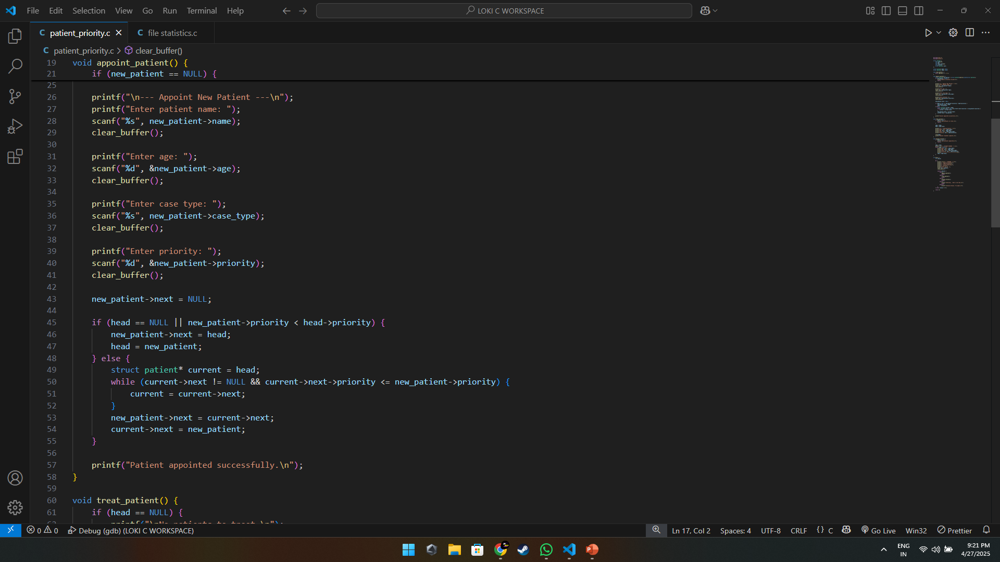 File Edit Selection View Go Run Terminal Help
LOKI C WORKSPACE
C patient_priority.c
C file statistics.c
C patient_priority.c > clear_buffer()
19 void appoint_patient() {
21 if (new_patient == NULL) {
25
26 printf("\n--- Appoint New Patient ---\n");
27 printf("Enter patient name: ");
28 scanf("%s", new_patient->name);
29 clear_buffer();
30
31 printf("Enter age: ");
32 scanf("%d", &new_patient->age);
33 clear_buffer();
34
35 printf("Enter case type: ");
36 scanf("%s", new_patient->case_type);
37 clear_buffer();
38
39 printf("Enter priority: ");
40 scanf("%d", &new_patient->priority);
41 clear_buffer();
42
43 new_patient->next = NULL;
44
45 if (head == NULL || new_patient->priority < head->priority) {
46 new_patient->next = head;
47 head = new_patient;
48 } else {
49 struct patient* current = head;
50 while (current->next != NULL && current->next->priority <= new_patient->priority) {
51 current = current->next;
52 }
53 new_patient->next = current->next;
54 current->next = new_patient;
55 }
56
57 printf("Patient appointed successfully.\n");
58 }
59
60 void treat_patient() {
61 if (head == NULL) {
62 printf("\nNo patients to treat.\n");
0 0 Debug (gdb) (LOKI C WORKSPACE)
Ln 17, Col 2 Spaces: 4 UTF-8 CRLF {} C Go Live Win32 Prettier
ENG
IN
9:21 PM
4/27/2025